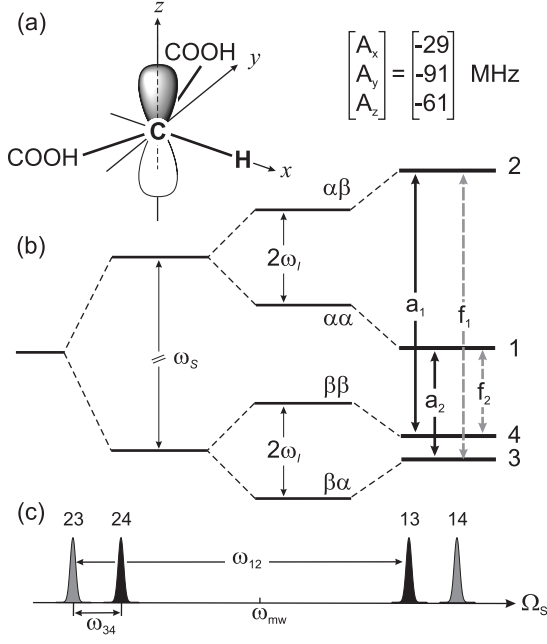 (a)
z
COOH
y
C
COOH
H
x
[A_x] [-29]
[A_y] = [-91] MHz
[A_z] [-61]
(b)
αβ
2
2ω_I
αα
a_1
f_1
ω_S
1
ββ
a_2
f_2
2ω_I
4
3
βα
(c)
23 24 13 14
ω_12
ω_34
ω_mw
Ω_S